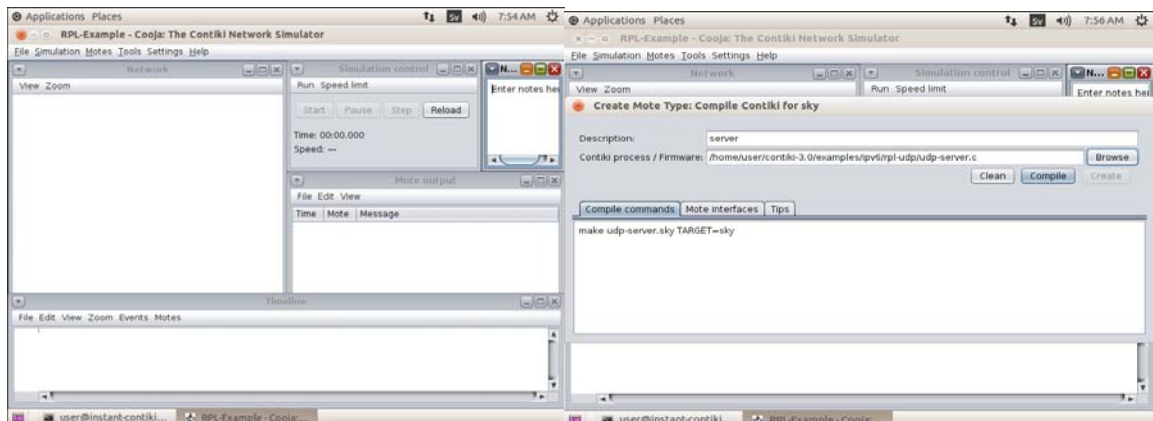 Applications Places
Sv 7:54 AM
RPL-Example - Cooja: The Contiki Network Simulator
File Simulation Motes Tools Settings Help
Network
View Zoom
Simulation control
Run Speed limit
Start Pause Step Reload
Time: 00:00.000
Speed: ---
N...
Enter notes her
Mote output
File Edit View
Time Mote Message
Timeline
File Edit View Zoom Events Motes
user@instant-contiki...
RPL-Example - Cooja:...
Applications Places
Sv 7:56 AM
RPL-Example - Cooja: The Contiki Network Simulator
File Simulation Motes Tools Settings Help
Network
View Zoom
Simulation control
Run Speed limit
N...
Enter notes her
Create Mote Type: Compile Contiki for sky
Description: server
Contiki process / Firmware: /home/user/contiki-3.0/examples/ipv6/rpl-udp/udp-server.c Browse
Clean Compile Create
Compile commands Mote interfaces Tips
make udp-server.sky TARGET=sky
user@instant-contiki...
RPL-Example - Cooja:...